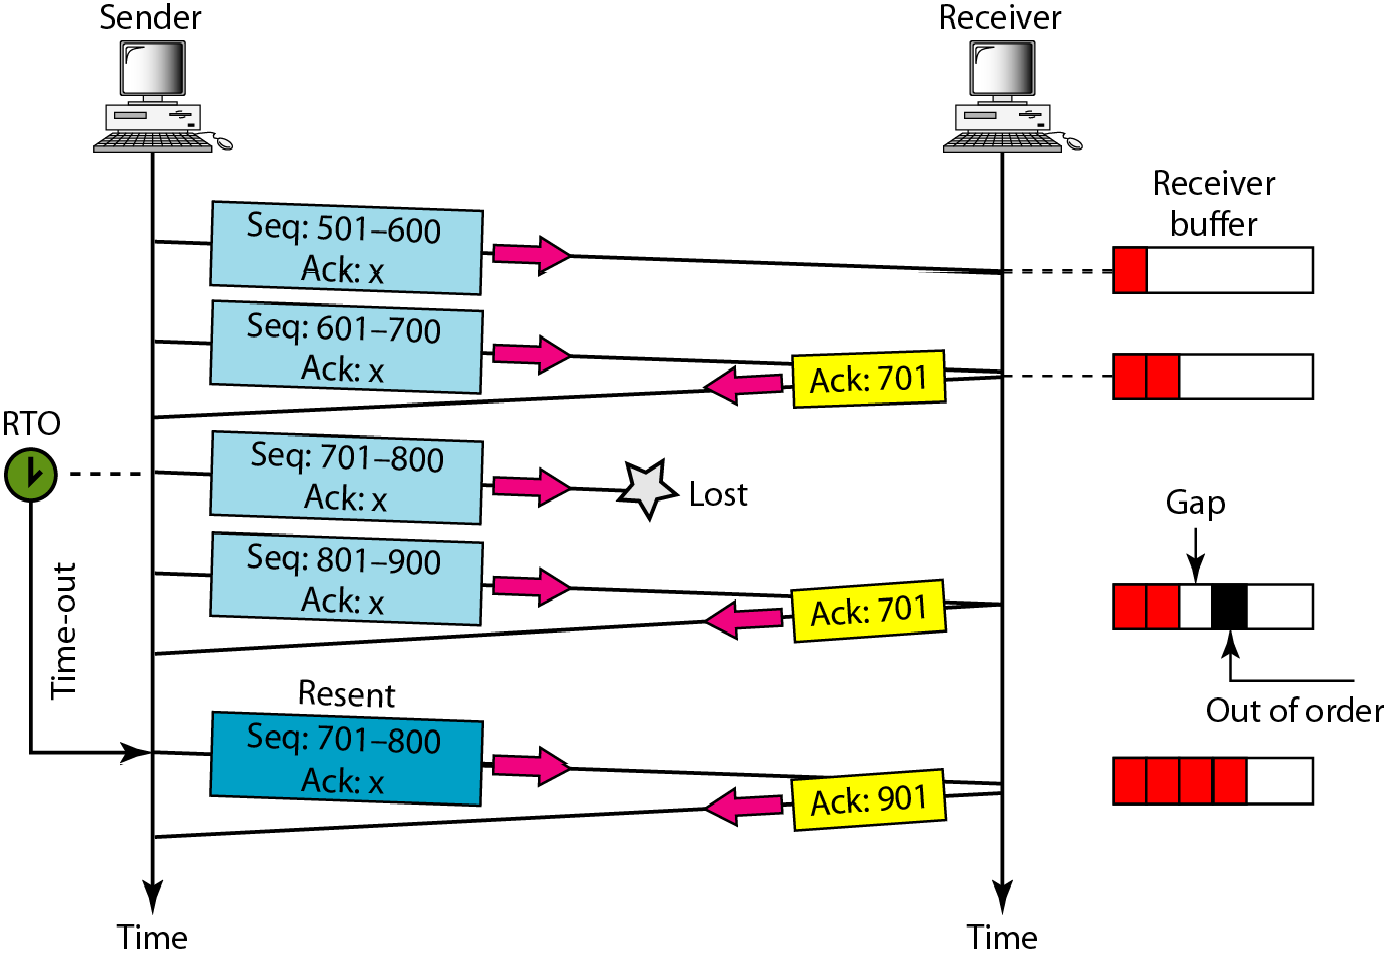 Sender
Receiver
Receiver
buffer
Seq: 501–600
Ack: x
Seq: 601–700
Ack: x
Ack: 701
RTO
Seq: 701–800
Ack: x
Lost
Gap
Seq: 801–900
Ack: x
Ack: 701
Time-out
Out of order
Resent
Seq: 701–800
Ack: x
Ack: 901
Time
Time